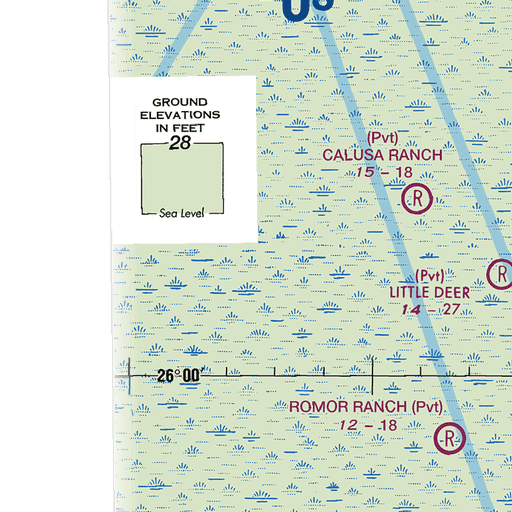 GROUND
ELEVATIONS
IN FEET
28
Sea Level
(Pvt)
CALUSA RANCH
15 – 18
R
(Pvt)
LITTLE DEER
14 – 27
R
26°00'
ROMOR RANCH (Pvt)
12 – 18
R